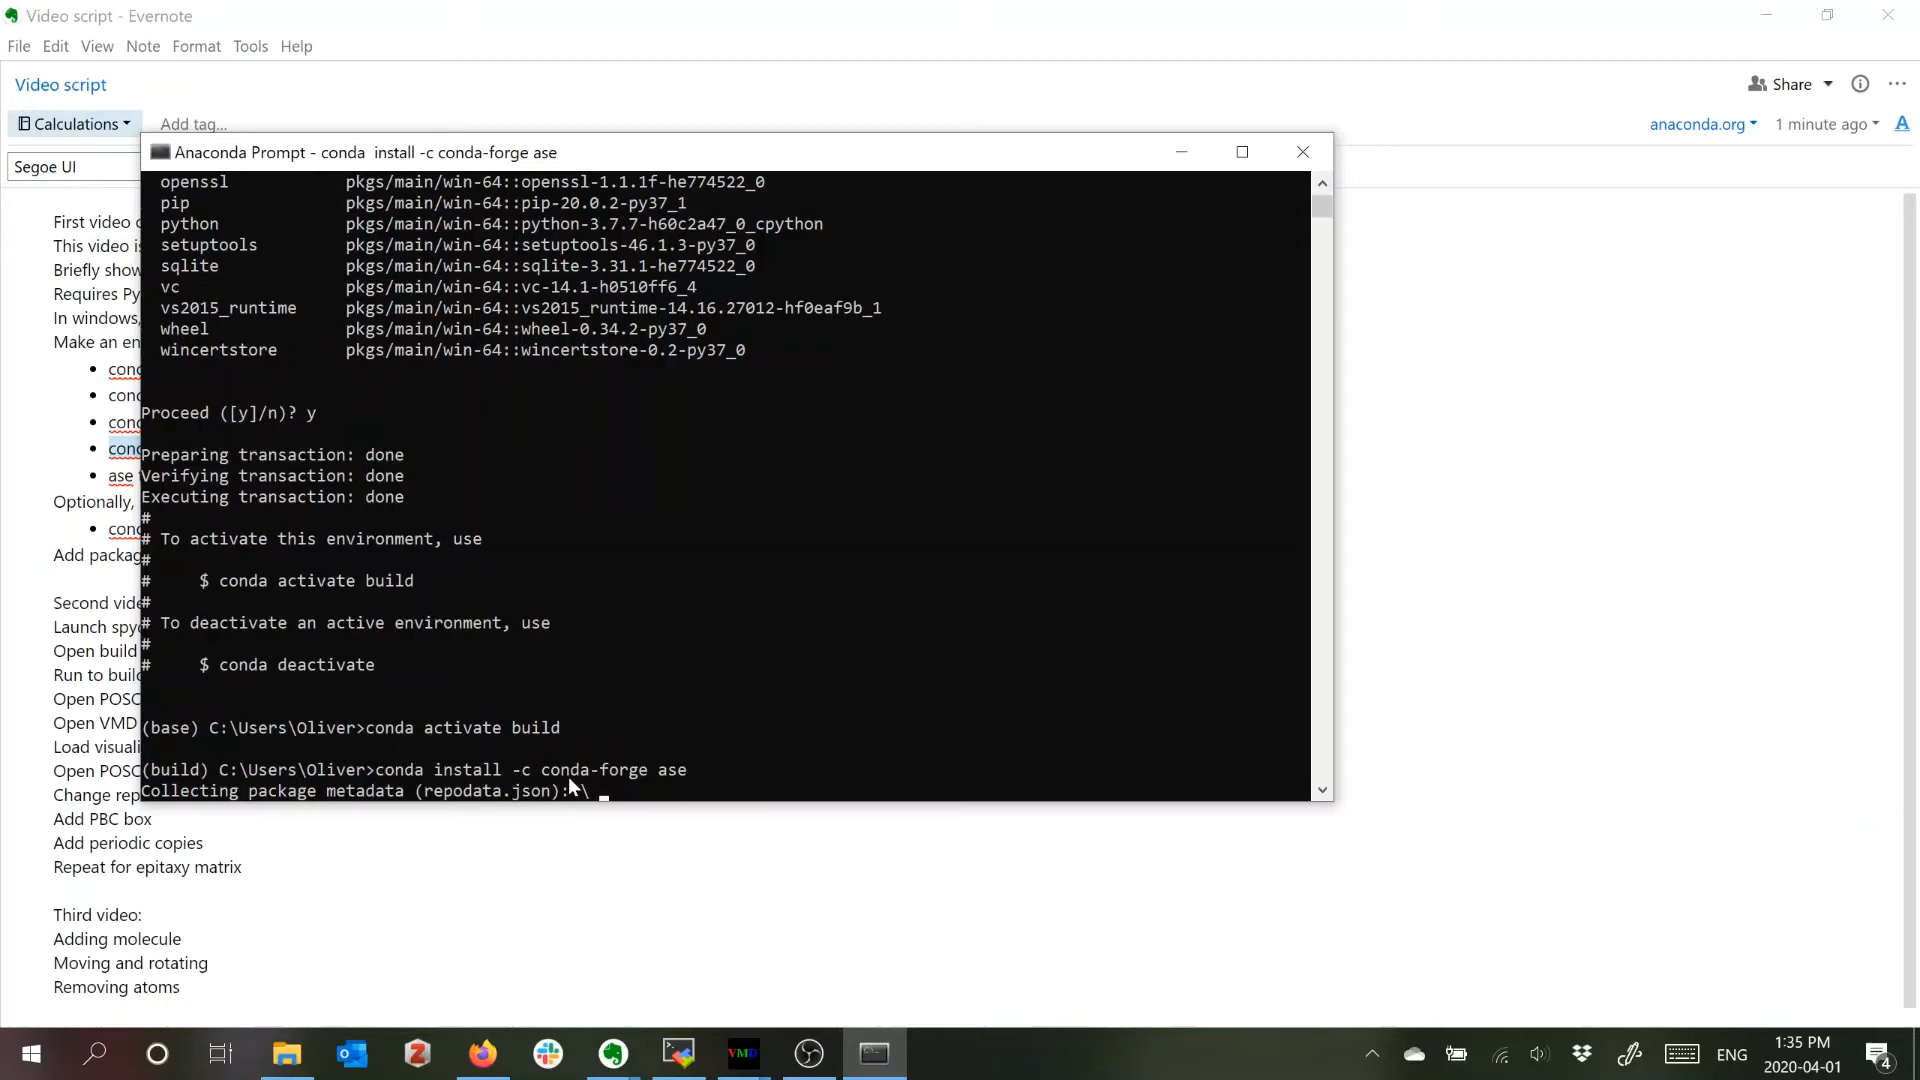 Video script - Evernote
File Edit View Note Format Tools Help
Video script
Share
Calculations
Add tag...
anaconda.org
1 minute ago
A
Segoe UI
Anaconda Prompt - conda  install -c conda-forge ase
openssl pkgs/main/win-64::openssl-1.1.1f-he774522_0
pip pkgs/main/win-64::pip-20.0.2-py37_1
python pkgs/main/win-64::python-3.7.7-h60c2a47_0_cpython
setuptools pkgs/main/win-64::setuptools-46.1.3-py37_0
sqlite pkgs/main/win-64::sqlite-3.31.1-he774522_0
vc pkgs/main/win-64::vc-14.1-h0510ff6_4
vs2015_runtime pkgs/main/win-64::vs2015_runtime-14.16.27012-hf0eaf9b_1
wheel pkgs/main/win-64::wheel-0.34.2-py37_0
wincertstore pkgs/main/win-64::wincertstore-0.2-py37_0
Proceed ([y]/n)? y
Preparing transaction: done
Verifying transaction: done
Executing transaction: done
#
# To activate this environment, use
#
#     $ conda activate build
#
# To deactivate an active environment, use
#
#     $ conda deactivate
(base) C:\Users\Oliver>conda activate build
(build) C:\Users\Oliver>conda install -c conda-forge ase
Collecting package metadata (repodata.json): \
First video
This video
Briefly show
Requires
In windows,
Make an
ase
Optionally,
Add
Second
Launch
Open build
Run to
Open
Open VMD
Load
Open
Change
Add PBC box
Add periodic copies
Repeat for epitaxy matrix
Third video:
Adding molecule
Moving and rotating
Removing atoms
VMD
ENG
1:35 PM
2020-04-01
4